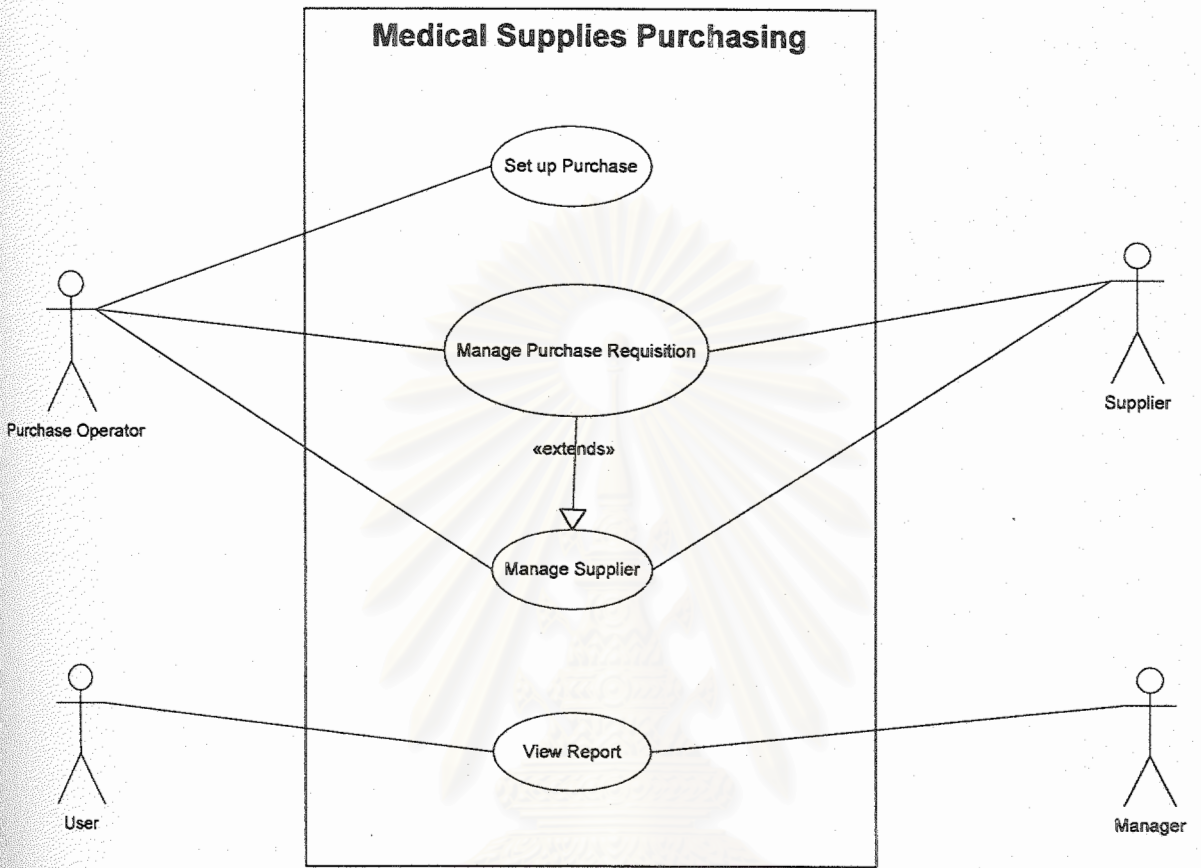 Medical Supplies Purchasing
Set up Purchase
Manage Purchase Requisition
Purchase Operator
Supplier
«extends»
Manage Supplier
View Report
User
Manager